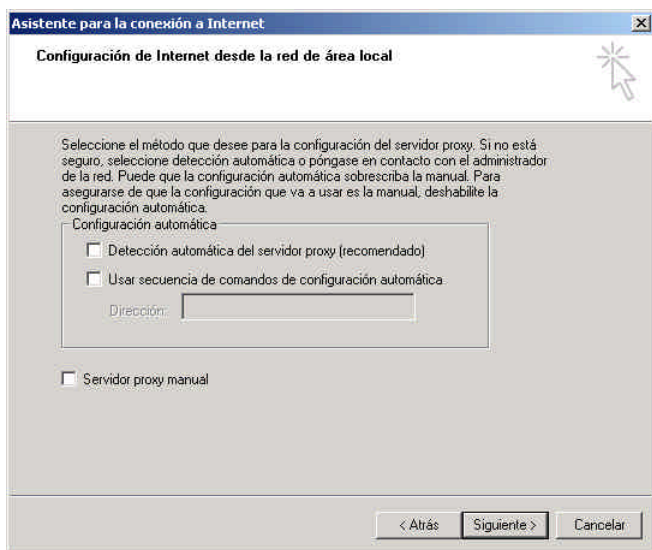 Asistente para la conexión a Internet
Configuración de Internet desde la red de área local
Seleccione el método que desee para la configuración del servidor proxy. Si no está
seguro, seleccione detección automática o póngase en contacto con el administrador
de la red. Puede que la configuración automática sobrescriba la manual. Para
asegurarse de que la configuración que va a usar es la manual, deshabilite la
configuración automática.
Configuración automática
Detección automática del servidor proxy (recomendado)
Usar secuencia de comandos de configuración automática
Dirección:
Servidor proxy manual
< Atrás
Siguiente >
Cancelar